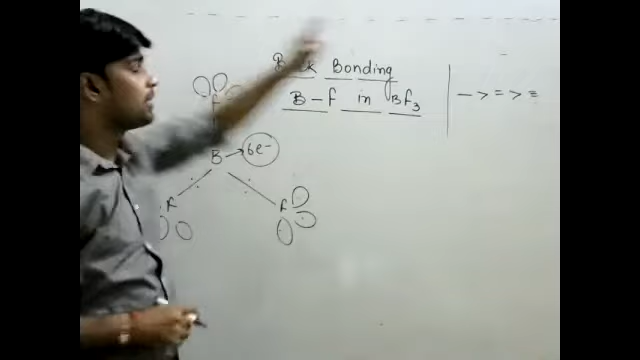 Bonding
B-F in BF3
- > = > ≡
F
B → 6e-
F
F